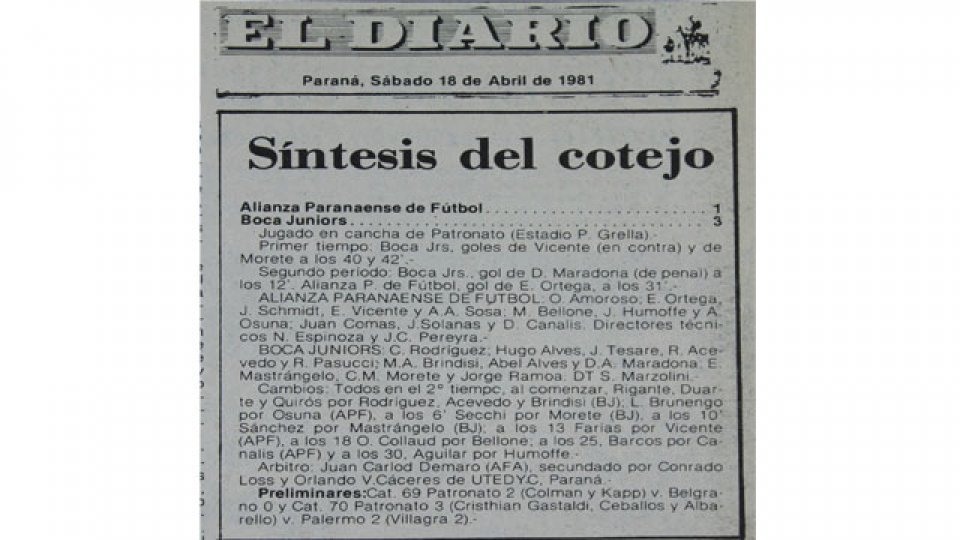 EL DIARIO
Paraná, Sábado 18 de Abril de 1981
Síntesis del cotejo
Alianza Paranaense de Fútbol . . . . . . . . . . . . . . . . . . . . . . . . 1
Boca Juniors . . . . . . . . . . . . . . . . . . . . . . . . . . . . . . . . . . . . . . . 3
Jugado en cancha de Patronato (Estadio P. Grella).-
Primer tiempo: Boca Jrs, goles de Vicente (en contra) y de
Morete a los 40 y 42'.-
Segundo período: Boca Jrs., gol de D. Maradona (de penal) a
los 12'. Alianza P. de Fútbol, gol de E. Ortega, a los 31'.-
ALIANZA PARANAENSE DE FUTBOL: O. Amoroso; E. Ortega,
J. Schmidt, E. Vicente y A.A. Sosa; M. Bellone, J. Humoffe y A.
Osuna; Juan Comas, J.Solanas y D. Canalis. Directores técni-
cos N. Espinoza y J.C. Pereyra.-
BOCA JUNIORS: C. Rodríguez; Hugo Alves, J. Tesare, R. Ace-
vedo y R. Pasucci; M.A. Brindisi, Abel Alves y D.A. Maradona; E.
Mastrángelo, C.M. Morete y Jorge Ramoa: DT S. Marzolini.-
Cambios: Todos en el 2º tiempo, al comenzar, Rigante, Duar-
te y Quirós por Rodríguez, Acevedo y Brindisi (BJ); L. Brunengo
por Osuna (APF), a los 6' Secchi por Morete (BJ), a los 10'
Sánchez por Mastrángelo (BJ); a los 13 Farías por Vicente
(APF), a los 18 O. Collaud por Bellone; a los 25, Barcos por Ca-
nalis (APF) y a los 30, Aguilar por Humoffe.-
Arbitro: Juan Carlod Demaro (AFA), secundado por Conrado
Loss y Orlando V.Cáceres de UTEDYC, Paraná.-
Preliminares:Cat. 69 Patronato 2 (Colman y Kapp) v. Belgra-
no 0 y Cat. 70 Patronato 3 (Cristhian Gastaldi, Ceballos y Alba-
rello) v. Palermo 2 (Villagra 2).-